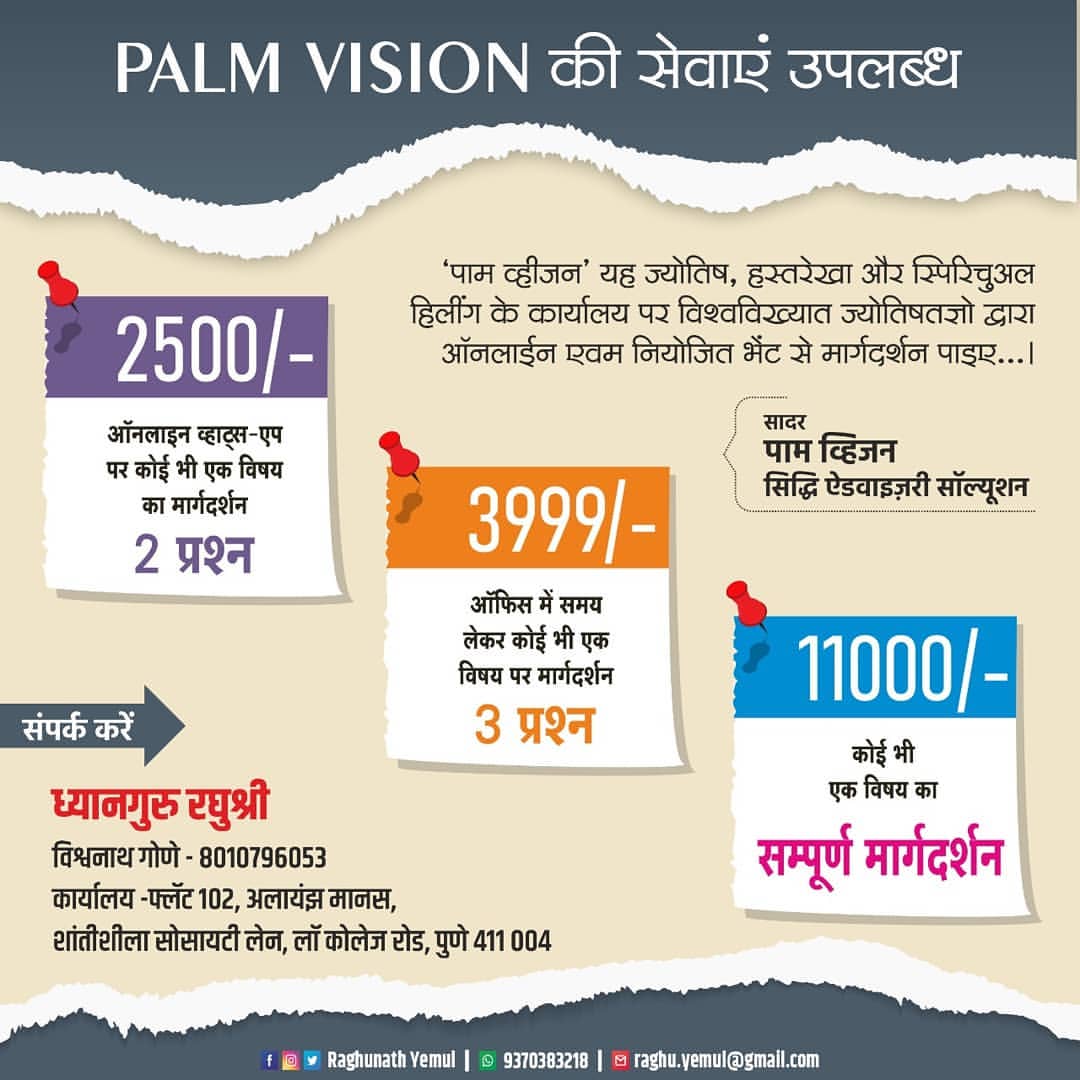 PALM VISION की सेवाएं उपलब्ध
‘पाम व्हीजन’ यह ज्योतिष, हस्तरेखा और स्पिरिचुअल
हिलींग के कार्यालय पर विश्वविख्यात ज्योतिषतज्ञो द्वारा
ऑनलाईन एवम नियोजित भेंट से मार्गदर्शन पाइए...।
सादर
पाम व्हिजन
सिद्धि ऐडवाइज़री सॉल्यूशन
2500/-
ऑनलाइन व्हाट्स-एप
पर कोई भी एक विषय
का मार्गदर्शन
2 प्रश्न
3999/-
ऑफिस में समय
लेकर कोई भी एक
विषय पर मार्गदर्शन
3 प्रश्न
11000/-
कोई भी
एक विषय का
सम्पूर्ण मार्गदर्शन
संपर्क करें
ध्यानगुरु रघुश्री
विश्वनाथ गोणे - 8010796053
कार्यालय -फ्लॅट 102, अलायंझ मानस,
शांतीशीला सोसायटी लेन, लॉ कोलेज रोड, पुणे 411 004
Raghunath Yemul | 9370383218 | raghu.yemul@gmail.com